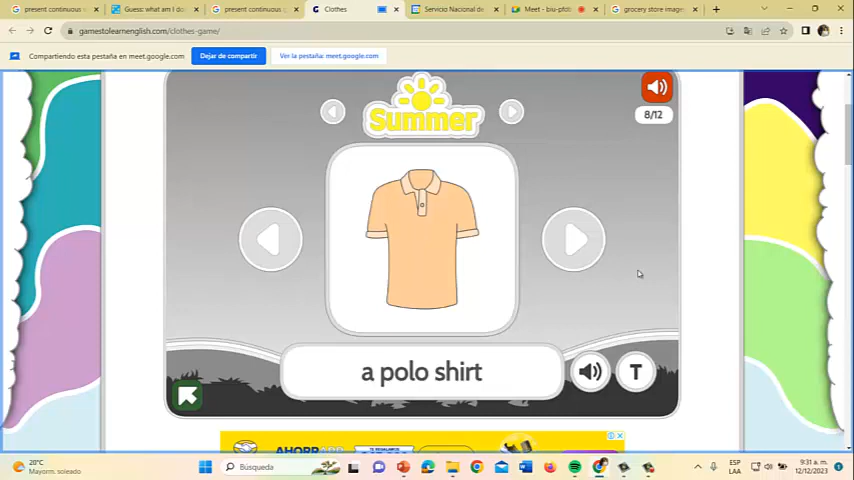 present continuous
Guess: what am I do
present continuous
Clothes
Servicio Nacional de
Meet - biu-pfof
grocery store image
gamestolearnenglish.com/clothes-game/
Compartiendo esta pestaña en meet.google.com
Dejar de compartir
Ver la pestaña: meet.google.com
Summer
8/12
a polo shirt
T
20°C
Mayorm. soleado
Búsqueda
ESP
LAA
9:31 a. m.
12/12/2023